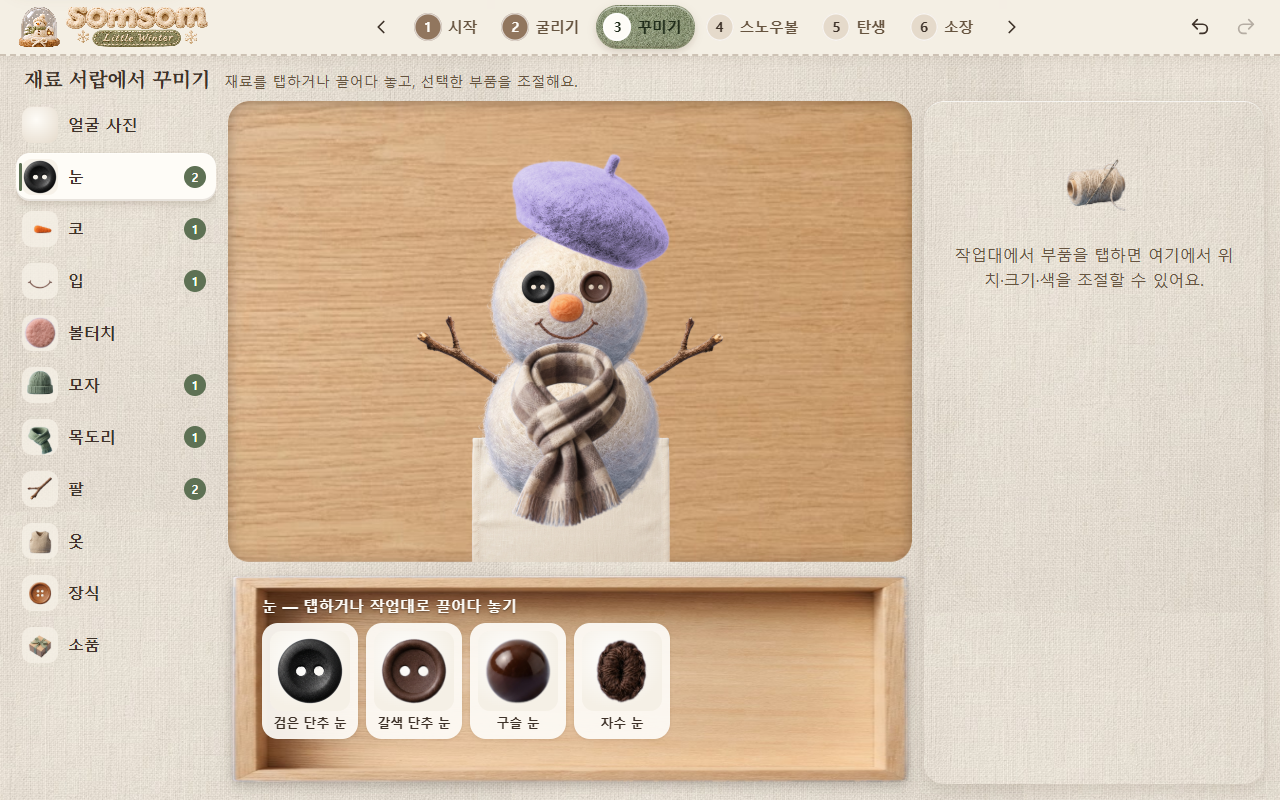 SomSom
Little Winter
1 시작
2 굴리기
3 꾸미기
4 스노우볼
5 탄생
6 소장
재료 서랍에서 꾸미기
재료를 탭하거나 끌어다 놓고, 선택한 부품을 조절해요.
얼굴 사진
눈 2
코 1
입 1
볼터치
모자 1
목도리 1
팔 2
옷
장식
소품
작업대에서 부품을 탭하면 여기에서 위
치·크기·색을 조절할 수 있어요.
눈 — 탭하거나 작업대로 끌어다 놓기
검은 단추 눈
갈색 단추 눈
구슬 눈
자수 눈